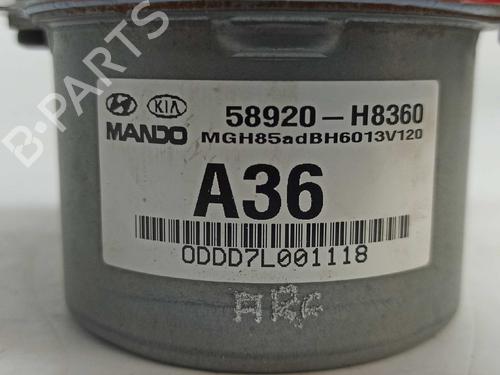 KIA
58920-H8360
MANDO
MGH85adBH6013V120
A36
ODDD7L001118
B-PARTS